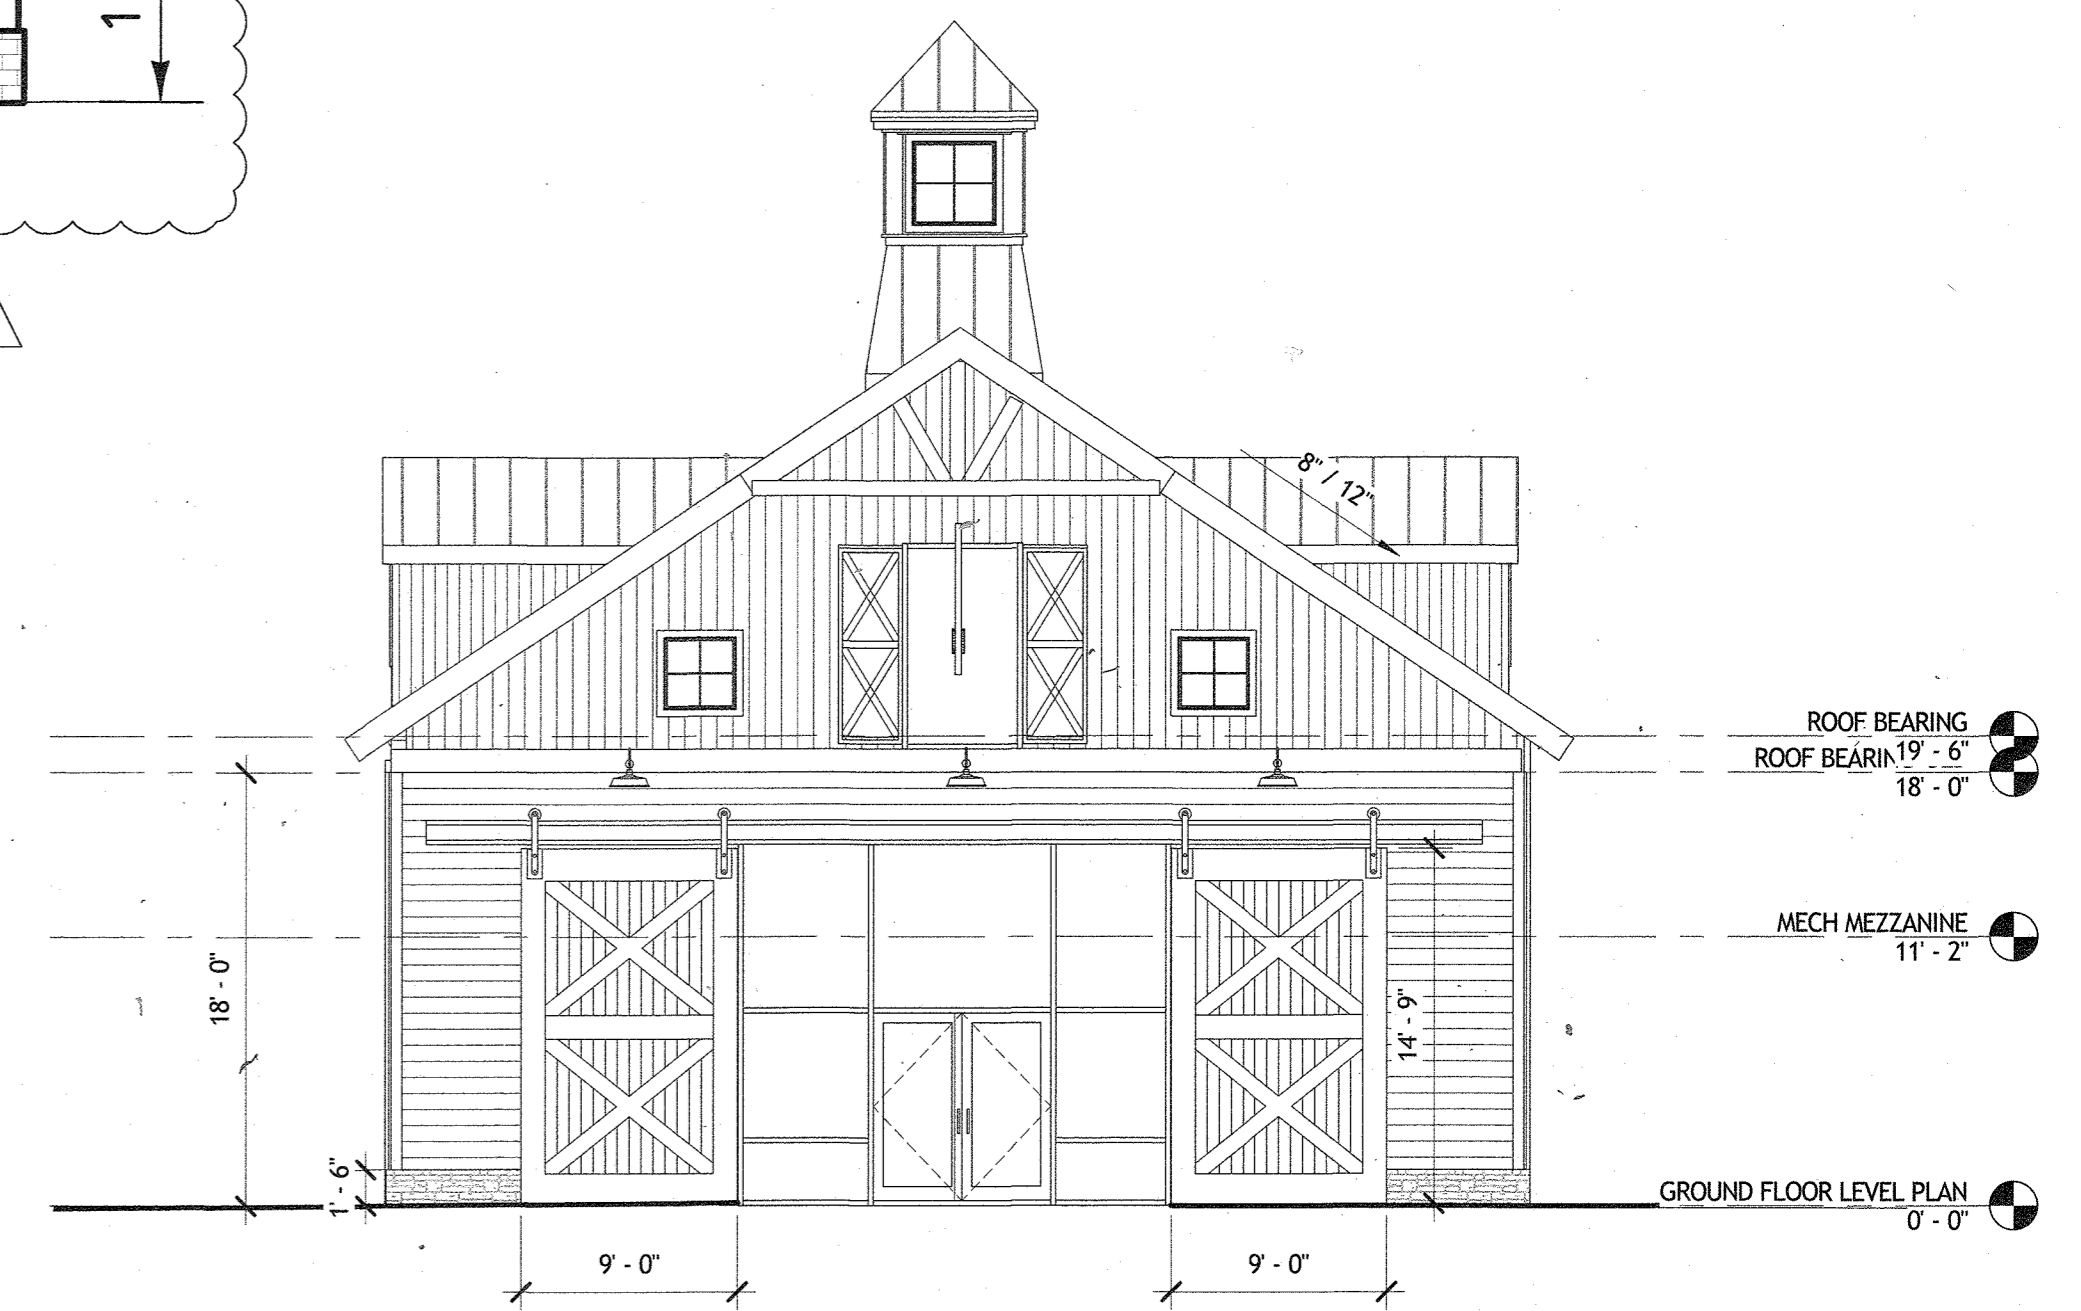 1
8" / 12"
ROOF BEARING
19' - 6"
ROOF BEARIN
18' - 0"
MECH MEZZANINE
11' - 2"
18' - 0"
14' - 9"
1' - 6"
GROUND FLOOR LEVEL PLAN
0' - 0"
9' - 0"
9' - 0"